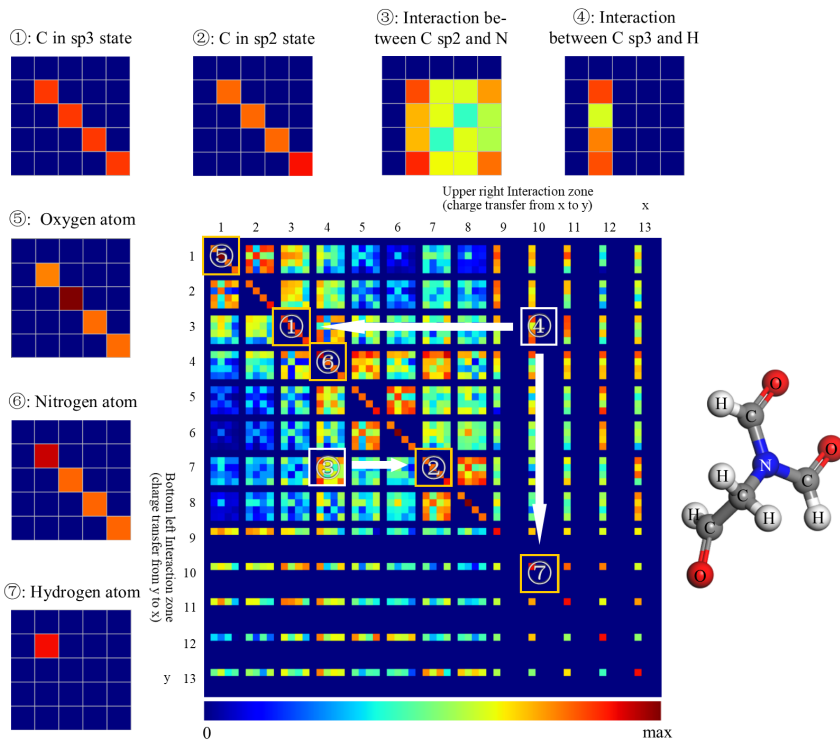 ①: C in sp3 state
②: C in sp2 state
③: Interaction be-
tween C sp2 and N
④: Interaction
between C sp3 and H
⑤: Oxygen atom
⑥: Nitrogen atom
⑦: Hydrogen atom
Upper right Interaction zone
(charge transfer from x to y)
x
1 2 3 4 5 6 7 8 9 10 11 12 13
1
2
3
4
5
6
7
8
9
10
11
12
13
y
Bottom left Interaction zone
(charge transfer from y to x)
⑤
①
④
⑥
③
②
⑦
0
max
O
H
C
N
C
O
H
C
H
H
C
H
O